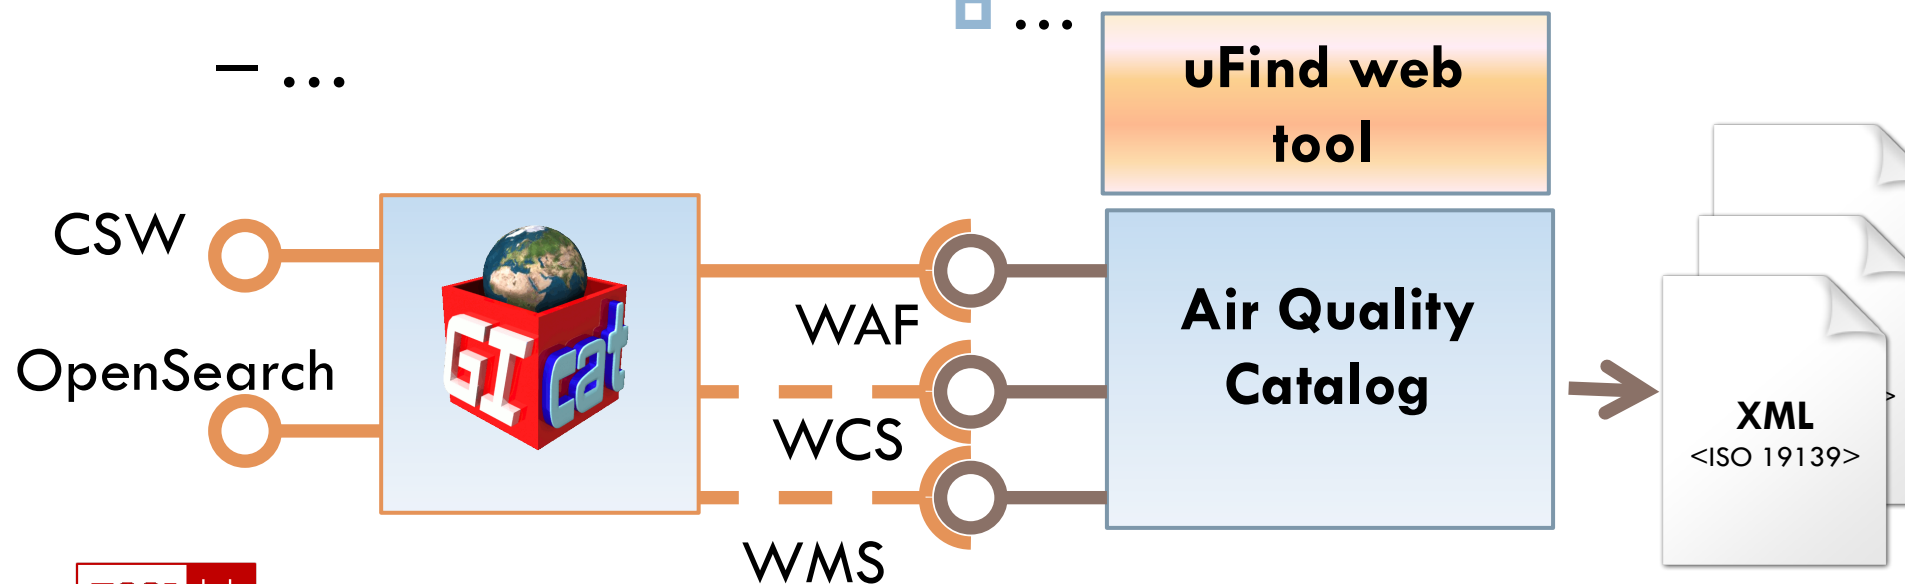 – ...
...
uFind web
tool
CSW
OpenSearch
GI
cat
WAF
WCS
WMS
Air Quality
Catalog
XML
<ISO 19139>
>